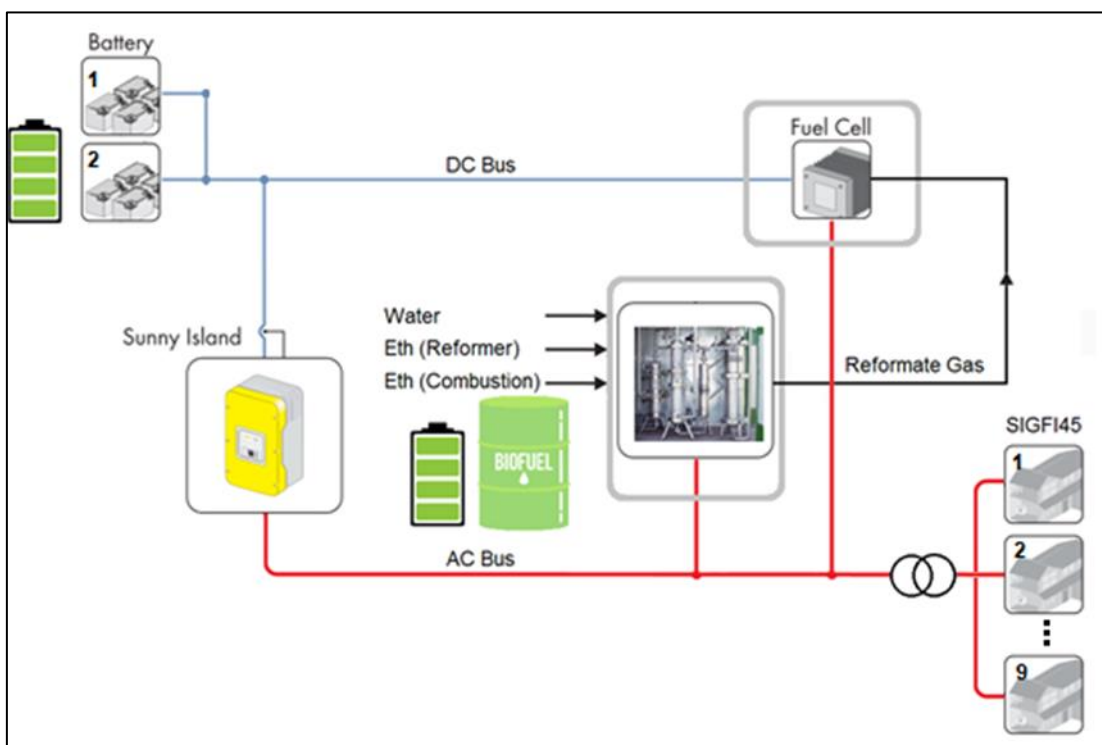 Battery
1
2
DC Bus
Fuel Cell
Sunny Island
Water
Eth (Reformer)
Eth (Combustion)
BIOFUEL
Reformate Gas
SIGFI45
1
2
9
AC Bus